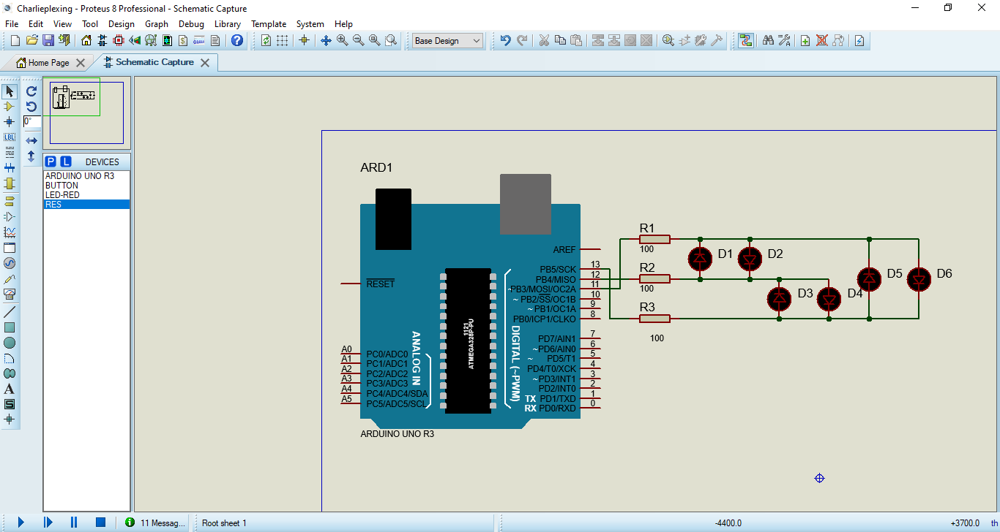 Charlieplexing - Proteus 8 Professional - Schematic Capture
File Edit View Tool Design Graph Debug Library Template System Help
Base Design
Home Page
Schematic Capture
LBL
A
S
0°
P L DEVICES
ARDUINO UNO R3
BUTTON
LED-RED
RES
ARD1
RESET
AREF
PB5/SCK 13
PB4/MISO 12
~PB3/MOSI/OC2A 11
~PB2/SS/OC1B 10
~PB1/OC1A 9
PB0/ICP1/CLKO 8
PD7/AIN1 7
~PD6/AIN0 6
~PD5/T1 5
PD4/T0/XCK 4
~PD3/INT1 3
PD2/INT0 2
TX PD1/TXD 1
RX PD0/RXD 0
DIGITAL (~PWM)
1121
ATMEGA328P-PU
ANALOG IN
A0 PC0/ADC0
A1 PC1/ADC1
A2 PC2/ADC2
A3 PC3/ADC3
A4 PC4/ADC4/SDA
A5 PC5/ADC5/SCL
ARDUINO UNO R3
R1
100
R2
100
R3
100
D1 D2
D3 D4
D5 D6
11 Messag...
Root sheet 1
-4400.0
+3700.0 th